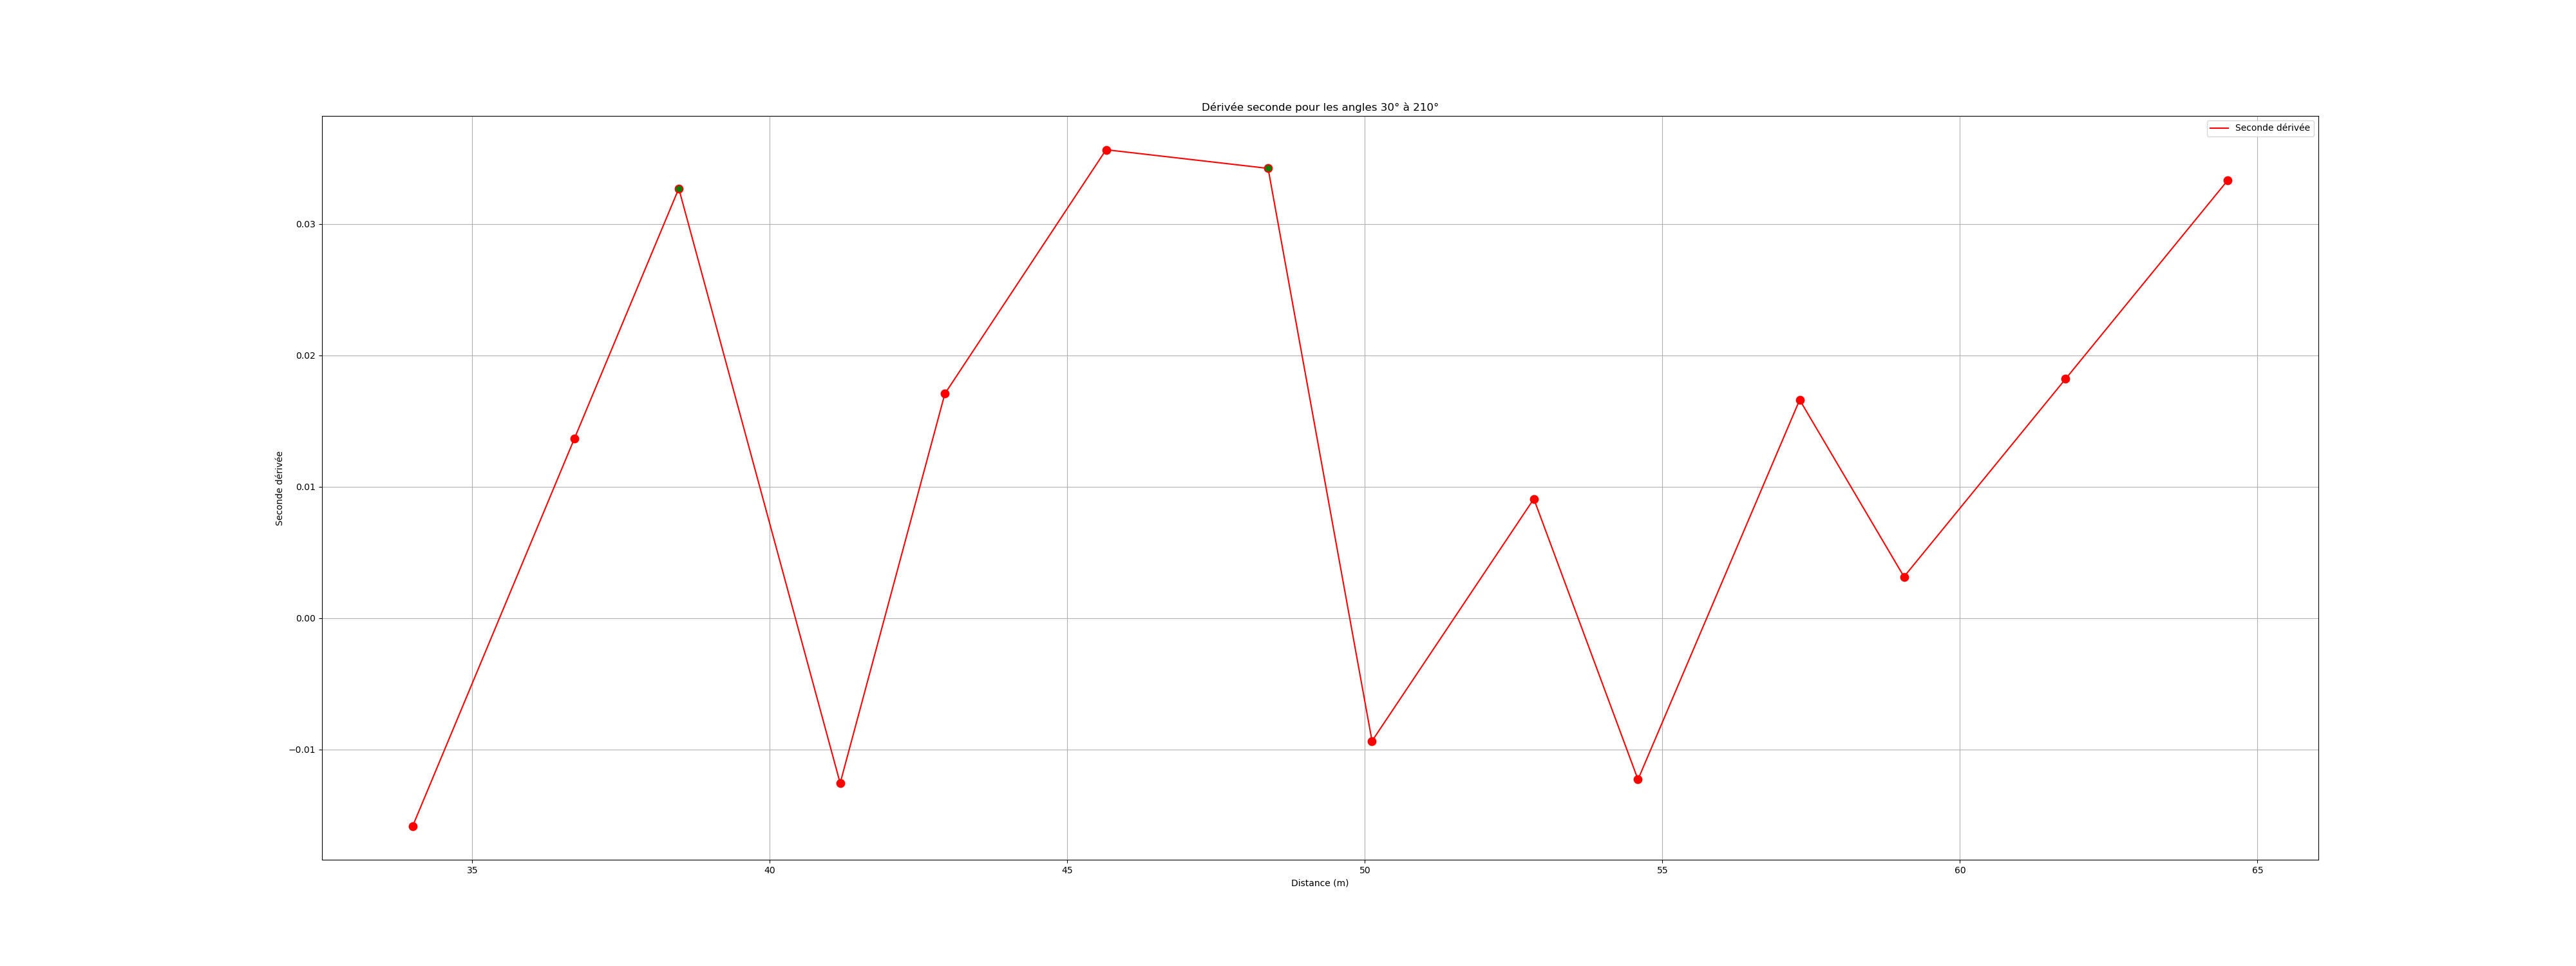 Dérivée seconde pour les angles 30° à 210°
Seconde dérivée
Seconde dérivée
0.03
0.02
0.01
0.00
−0.01
35 40 45 50 55 60 65
Distance (m)